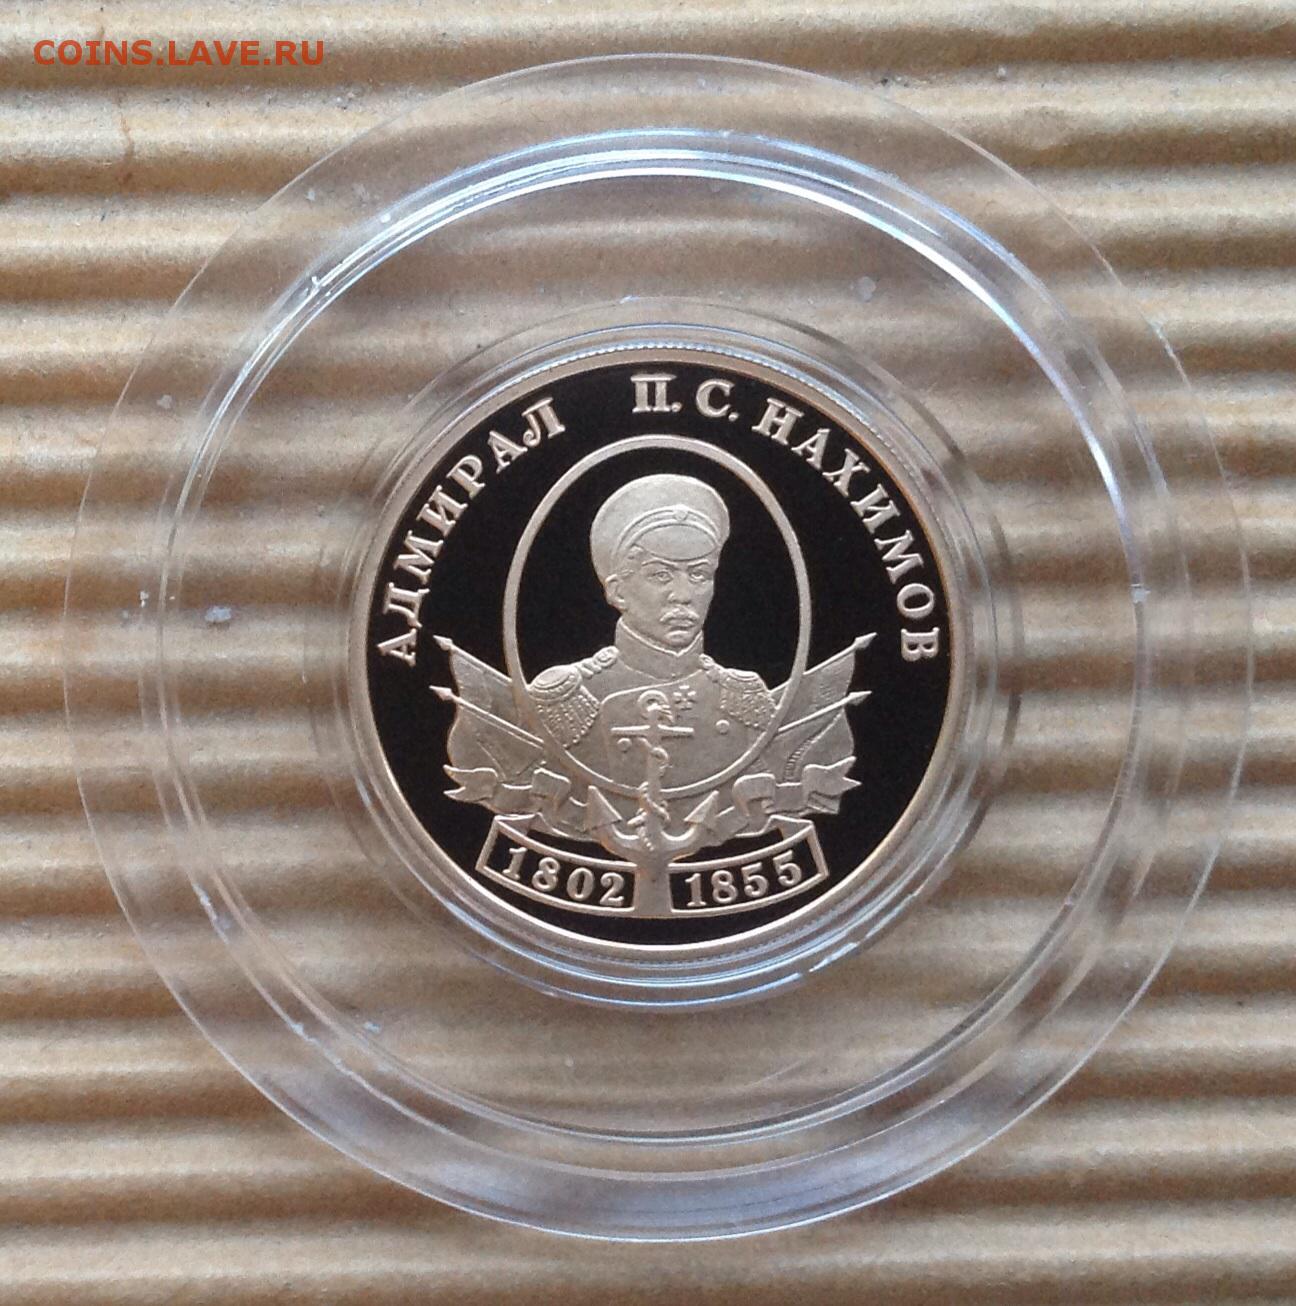 COINS.LAVE.RU
АДМИРАЛ П.С.НАХИМОВ
1802 1855